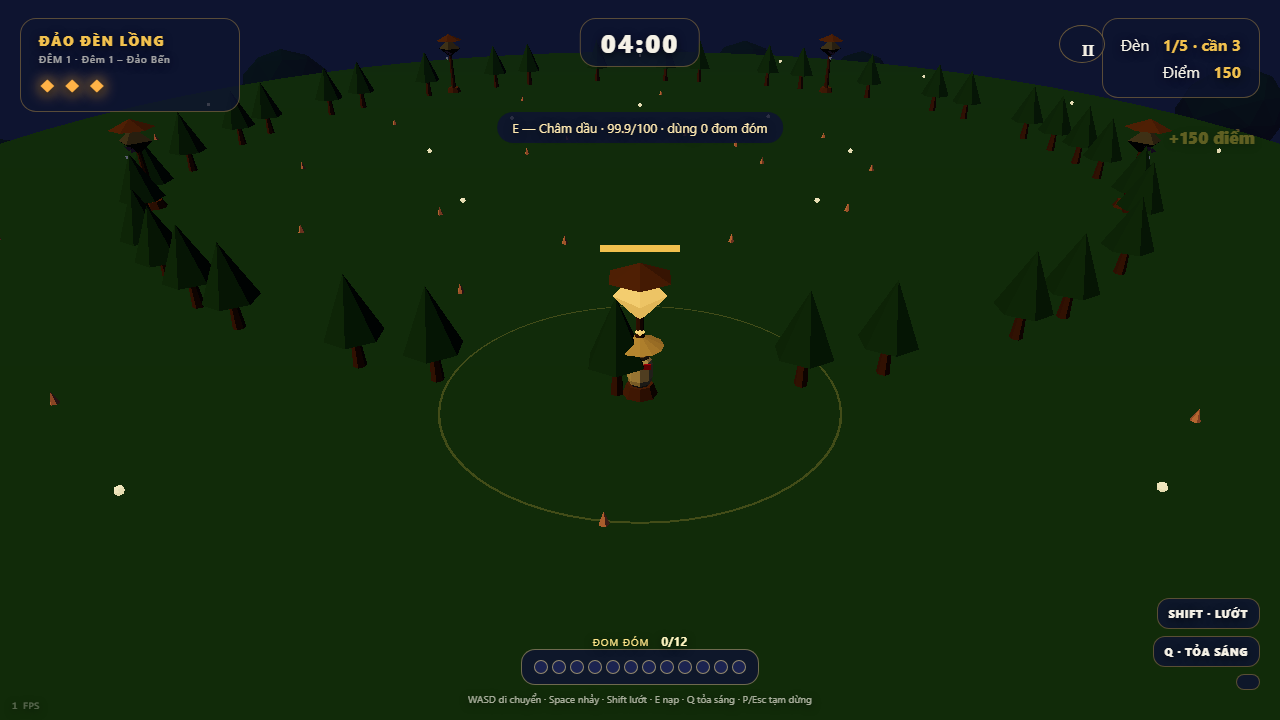 ĐẢO ĐÈN LỒNG
ĐÊM 1 · Đêm 1 – Đảo Bến
04:00
II
Đèn 1/5 · cần 3
Điểm 150
E — Châm dầu · 99.9/100 · dùng 0 đom đóm
+150 điểm
SHIFT · LƯỚT
Q · TỎA SÁNG
ĐOM ĐÓM 0/12
WASD di chuyển · Space nhảy · Shift lướt · E nạp · Q tỏa sáng · P/Esc tạm dừng
1 FPS